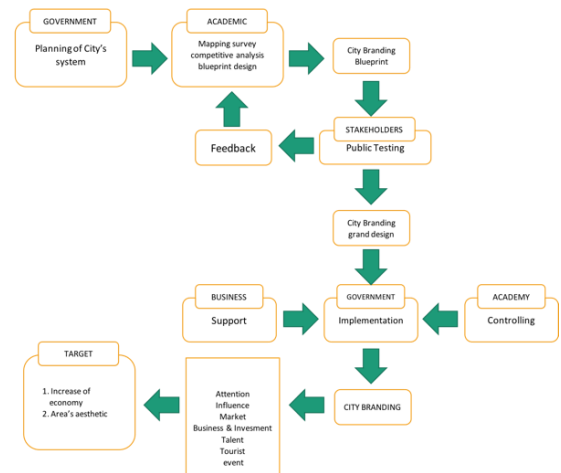 GOVERNMENT
Planning of City's
system
ACADEMIC
Mapping survey
competitive analysis
blueprint design
City Branding
Blueprint
STAKEHOLDERS
Public Testing
Feedback
City Branding
grand design
BUSINESS
Support
GOVERNMENT
Implementation
ACADEMY
Controlling
TARGET
1. Increase of
economy
2. Area's aesthetic
Attention
Influence
Market
Business & Invesment
Talent
Tourist
event
CITY BRANDING